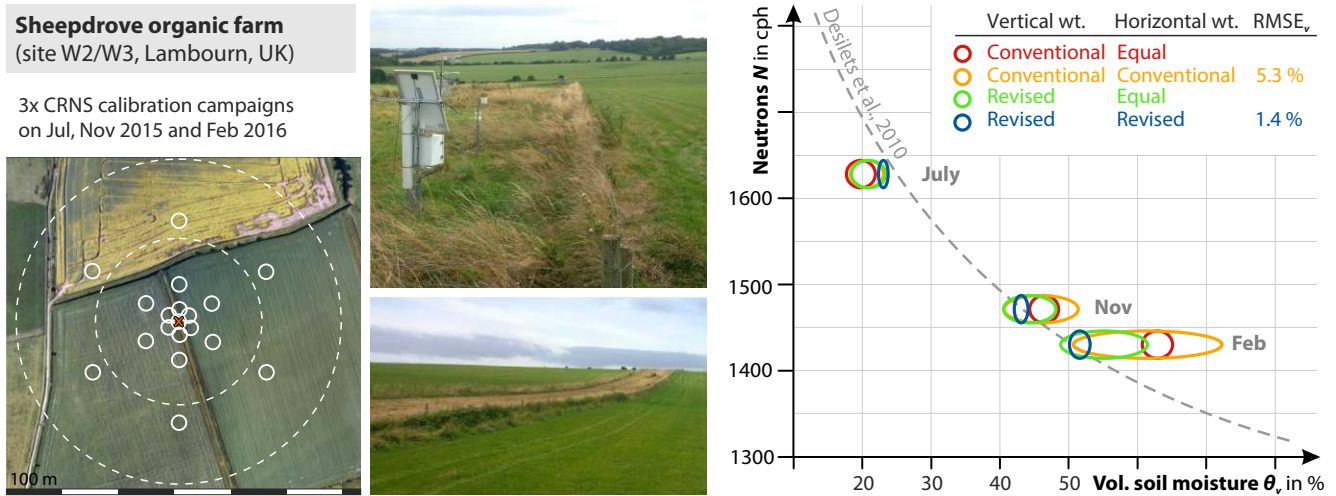 Sheepdrove organic farm
(site W2/W3, Lambourn, UK)
3x CRNS calibration campaigns
on Jul, Nov 2015 and Feb 2016
100 m
Neutrons N in cph
1600
1500
1400
1300
Desilets et al., 2010
Vertical wt. Horizontal wt. RMSEv
Conventional Equal
Conventional Conventional 5.3 %
Revised Equal
Revised Revised 1.4 %
July
Nov
Feb
20 30 40 50 Vol. soil moisture θv in %